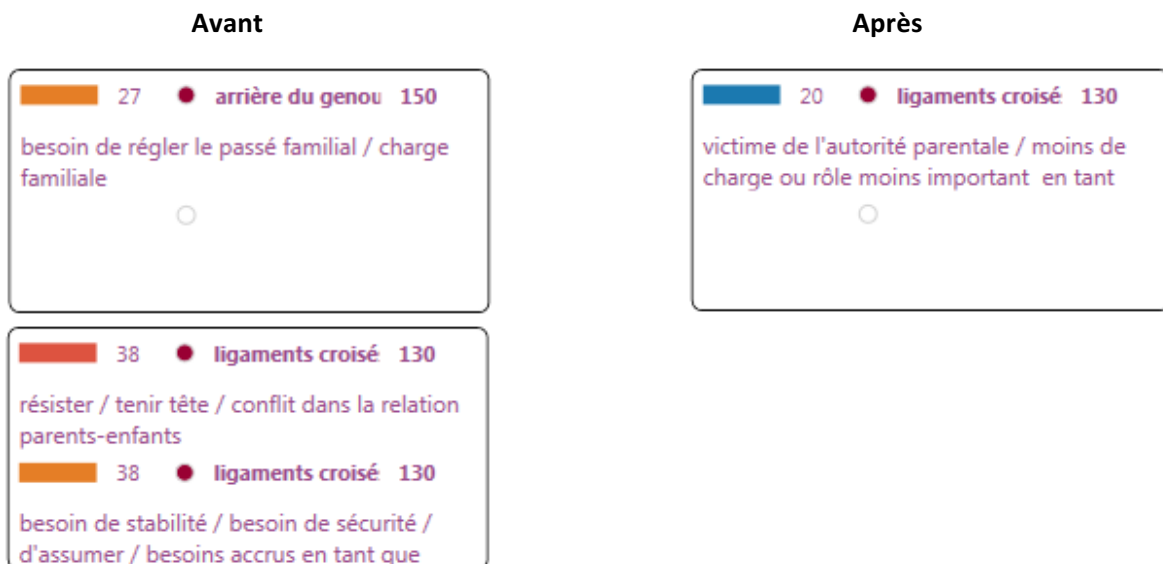 Avant
27 arrière du genou 150
besoin de régler le passé familial / charge
familiale
38 ligaments croisé 130
résister / tenir tête / conflit dans la relation
parents-enfants
38 ligaments croisé 130
besoin de stabilité / besoin de sécurité /
d'assumer / besoins accrus en tant que
Après
20 ligaments croisé 130
victime de l'autorité parentale / moins de
charge ou rôle moins important en tant